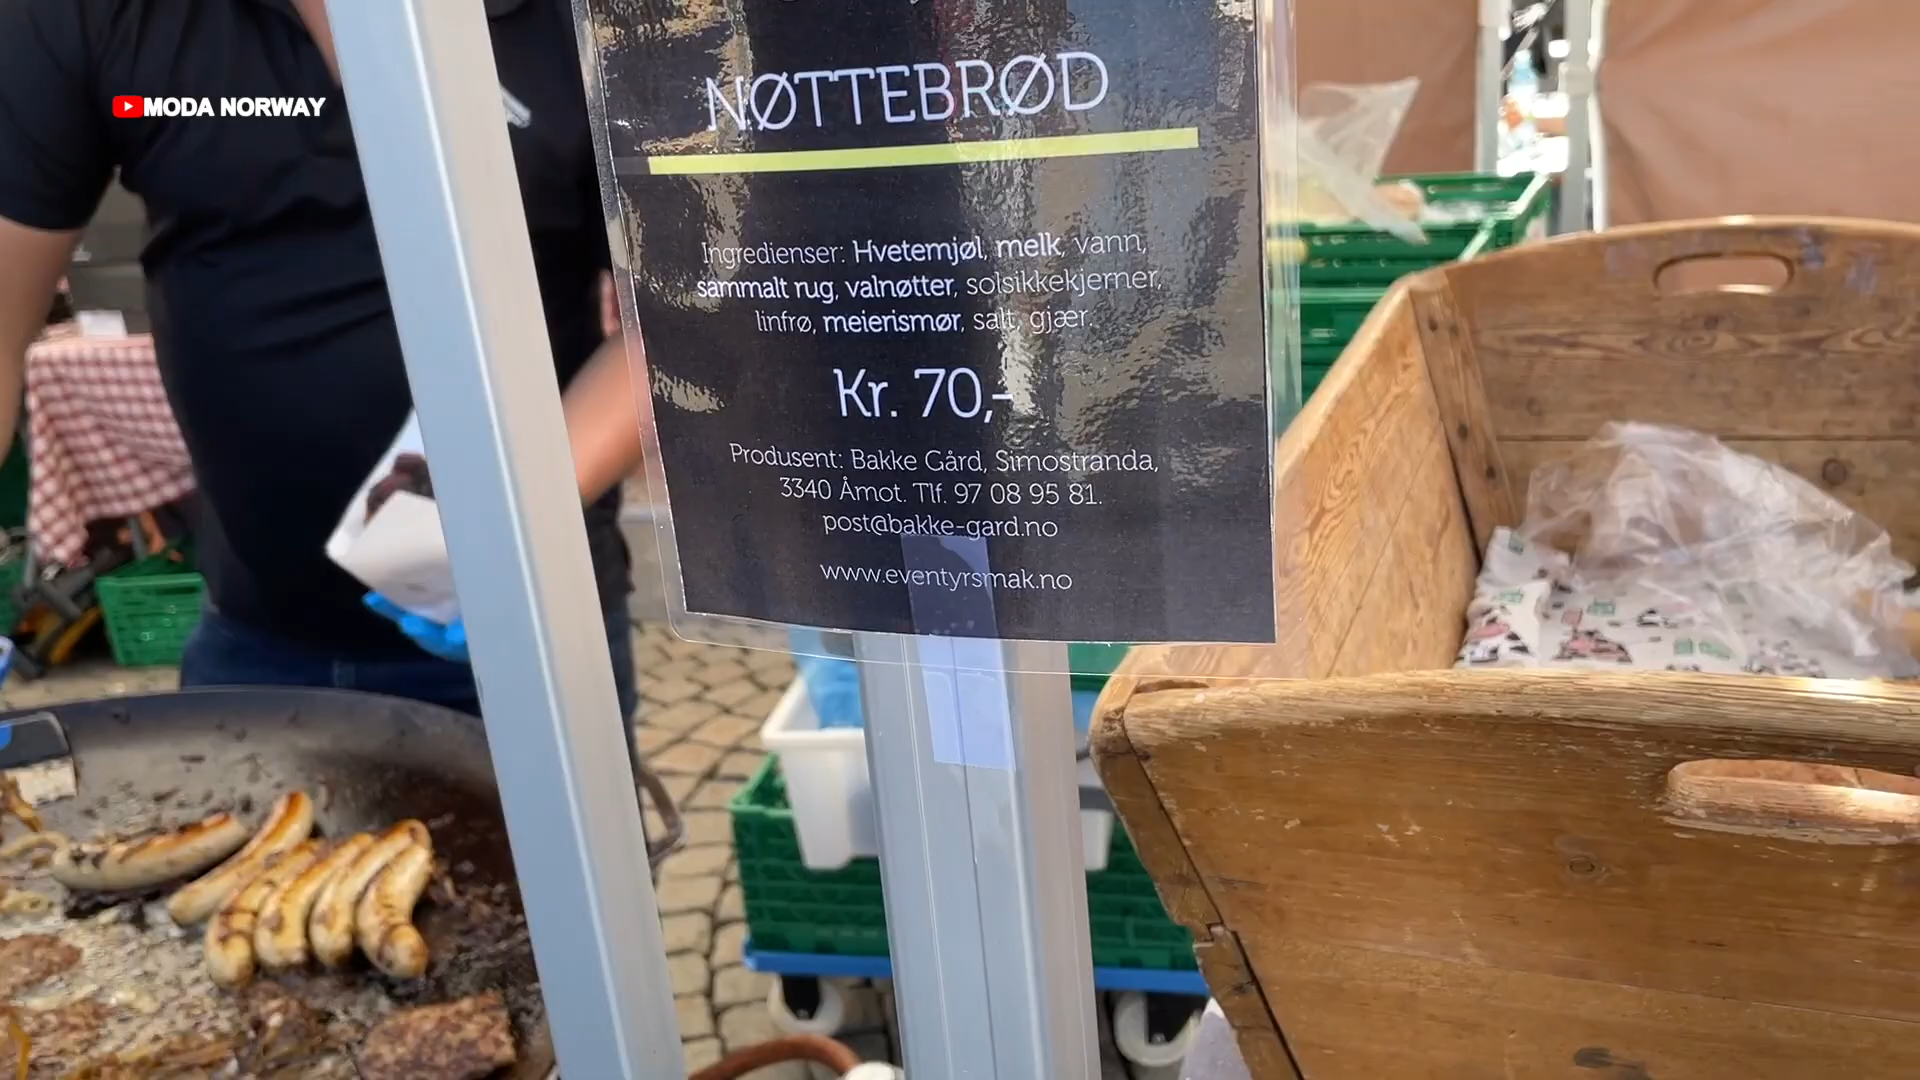 MODA NORWAY
NØTTEBRØD
Ingredienser: Hvetemjøl, melk, vann,
sammalt rug, valnøtter, solsikkekjerner,
linfrø, meierismør, salt, gjær.
Kr. 70,-
Produsent: Bakke Gård, Simostranda,
3340 Åmot. Tlf. 97 08 95 81.
post@bakke-gard.no
www.eventyrsmak.no